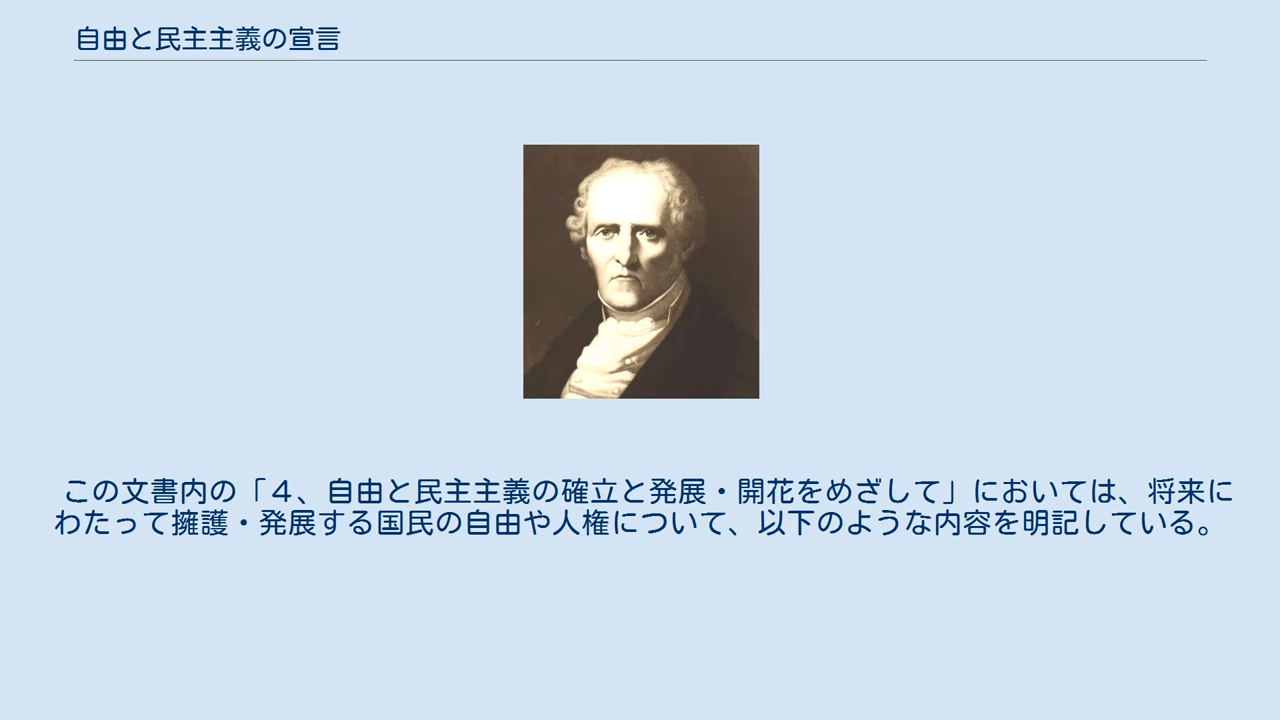 自由と民主主義の宣言
この文書内の「４、自由と民主主義の確立と発展・開花をめざして」においては、将来に
わたって擁護・発展する国民の自由や人権について、以下のような内容を明記している。